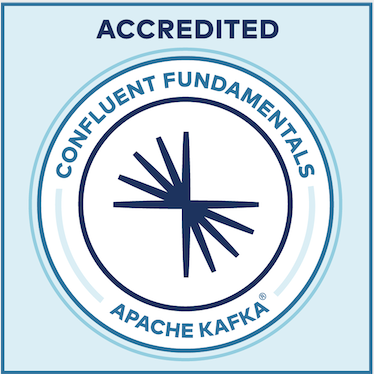 ACCREDITED
CONFLUENT FUNDAMENTALS
APACHE KAFKA®